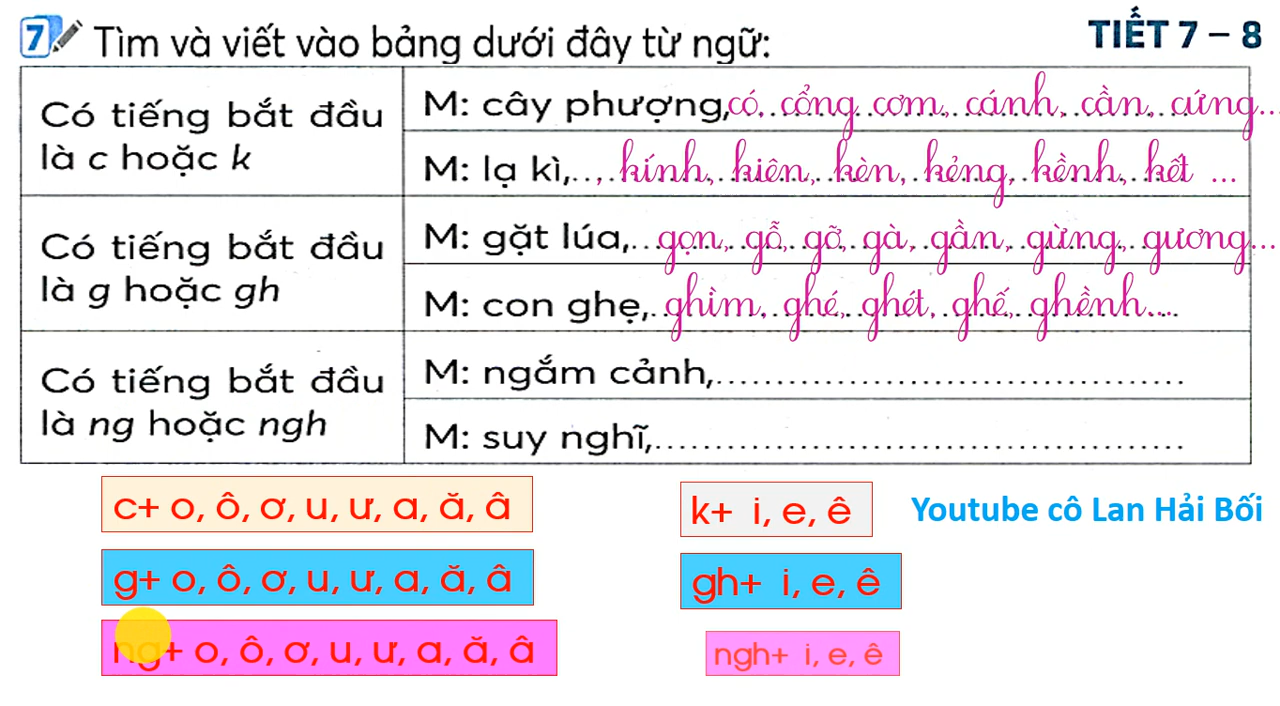 7 Tìm và viết vào bảng dưới đây từ ngữ:
TIẾT 7 – 8
Có tiếng bắt đầu
là c hoặc k
M: cây phượng, có, cổng cơm, cánh, cần, cứng...
M: lạ kì,..., kính, kiên, kèn, kẻng, kềnh, kết ...
Có tiếng bắt đầu
là g hoặc gh
M: gặt lúa,... gọn, gỗ, gỡ, gà, gần, gừng, gương...
M: con ghẹ, ghìm, ghé, ghét, ghế, ghềnh...
Có tiếng bắt đầu
là ng hoặc ngh
M: ngắm cảnh,.......................................
M: suy nghĩ,............................................
c+ o, ô, ơ, u, ư, a, ă, â
k+ i, e, ê
Youtube cô Lan Hải Bối
g+ o, ô, ơ, u, ư, a, ă, â
gh+ i, e, ê
ng+ o, ô, ơ, u, ư, a, ă, â
ngh+ i, e, ê